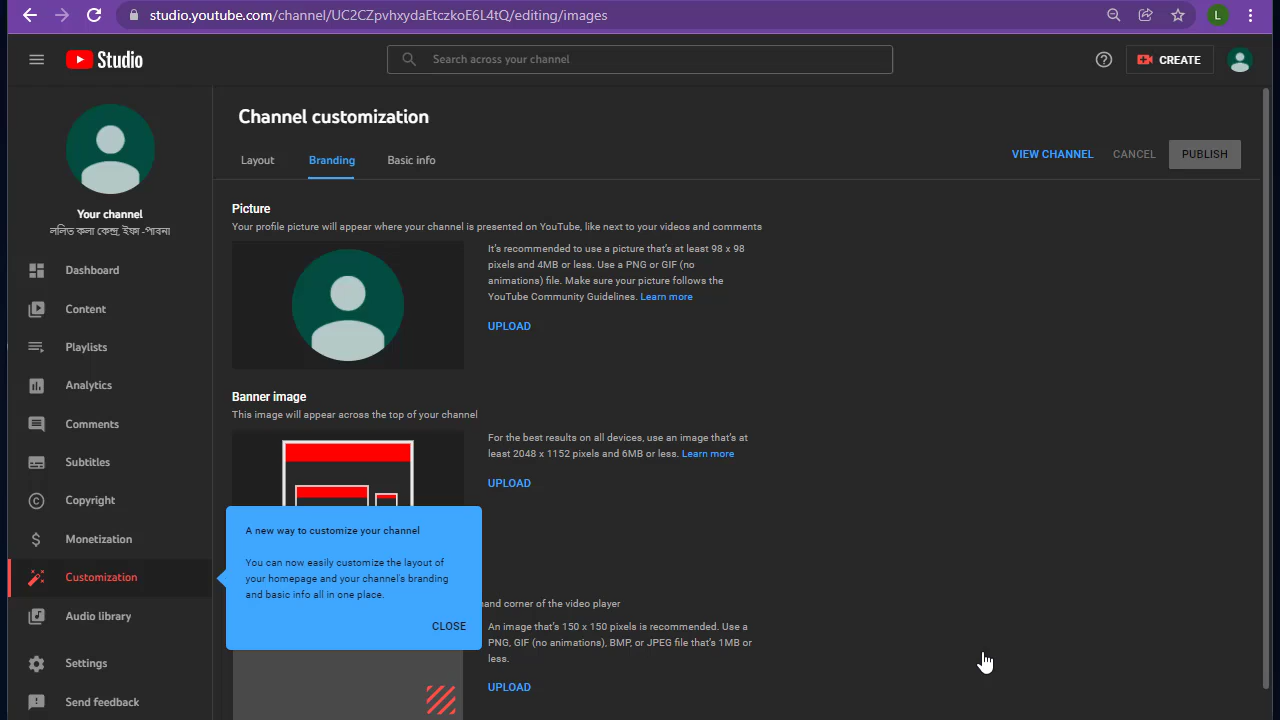 studio.youtube.com/channel/UC2CZpvhxydaEtczkoE6L4tQ/editing/images
L
Studio
Search across your channel
CREATE
Channel customization
Layout
Branding
Basic info
VIEW CHANNEL
CANCEL
PUBLISH
Your channel
ললিত কলা কেন্দ্র, ইফা -পাবনা
Dashboard
Content
Playlists
Analytics
Comments
Subtitles
Copyright
Monetization
Customization
Audio library
Settings
Send feedback
Picture
Your profile picture will appear where your channel is presented on YouTube, like next to your videos and comments
It's recommended to use a picture that's at least 98 x 98
pixels and 4MB or less. Use a PNG or GIF (no
animations) file. Make sure your picture follows the
YouTube Community Guidelines. Learn more
UPLOAD
Banner image
This image will appear across the top of your channel
For the best results on all devices, use an image that's at
least 2048 x 1152 pixels and 6MB or less. Learn more
UPLOAD
A new way to customize your channel
You can now easily customize the layout of
your homepage and your channel's branding
and basic info all in one place.
CLOSE
hand corner of the video player
An image that's 150 x 150 pixels is recommended. Use a
PNG, GIF (no animations), BMP, or JPEG file that's 1MB or
less.
UPLOAD